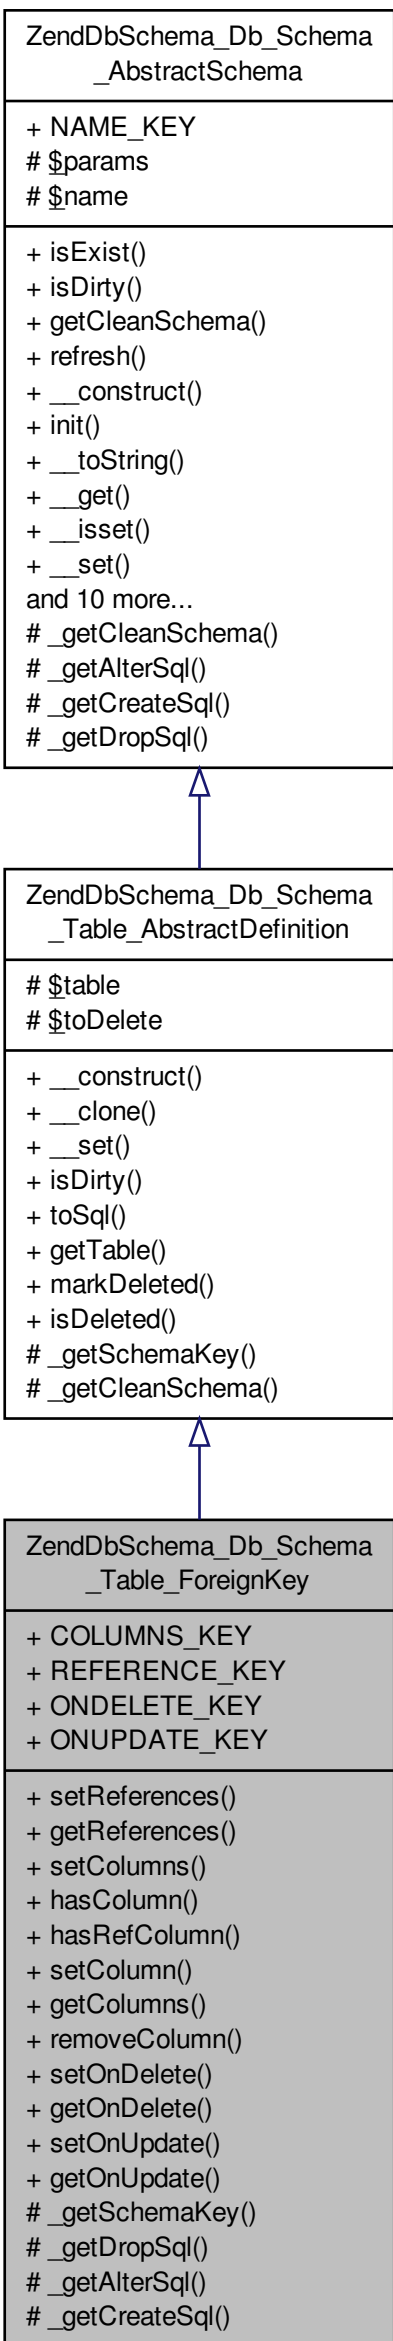 ZendDbSchema_Db_Schema
_AbstractSchema
+ NAME_KEY
# $params
# $name
+ isExist()
+ isDirty()
+ getCleanSchema()
+ refresh()
+ __construct()
+ init()
+ __toString()
+ __get()
+ __isset()
+ __set()
and 10 more...
# _getCleanSchema()
# _getAlterSql()
# _getCreateSql()
# _getDropSql()
ZendDbSchema_Db_Schema
_Table_AbstractDefinition
# $table
# $toDelete
+ __construct()
+ __clone()
+ __set()
+ isDirty()
+ toSql()
+ getTable()
+ markDeleted()
+ isDeleted()
# _getSchemaKey()
# _getCleanSchema()
ZendDbSchema_Db_Schema
_Table_ForeignKey
+ COLUMNS_KEY
+ REFERENCE_KEY
+ ONDELETE_KEY
+ ONUPDATE_KEY
+ setReferences()
+ getReferences()
+ setColumns()
+ hasColumn()
+ hasRefColumn()
+ setColumn()
+ getColumns()
+ removeColumn()
+ setOnDelete()
+ getOnDelete()
+ setOnUpdate()
+ getOnUpdate()
# _getSchemaKey()
# _getDropSql()
# _getAlterSql()
# _getCreateSql()